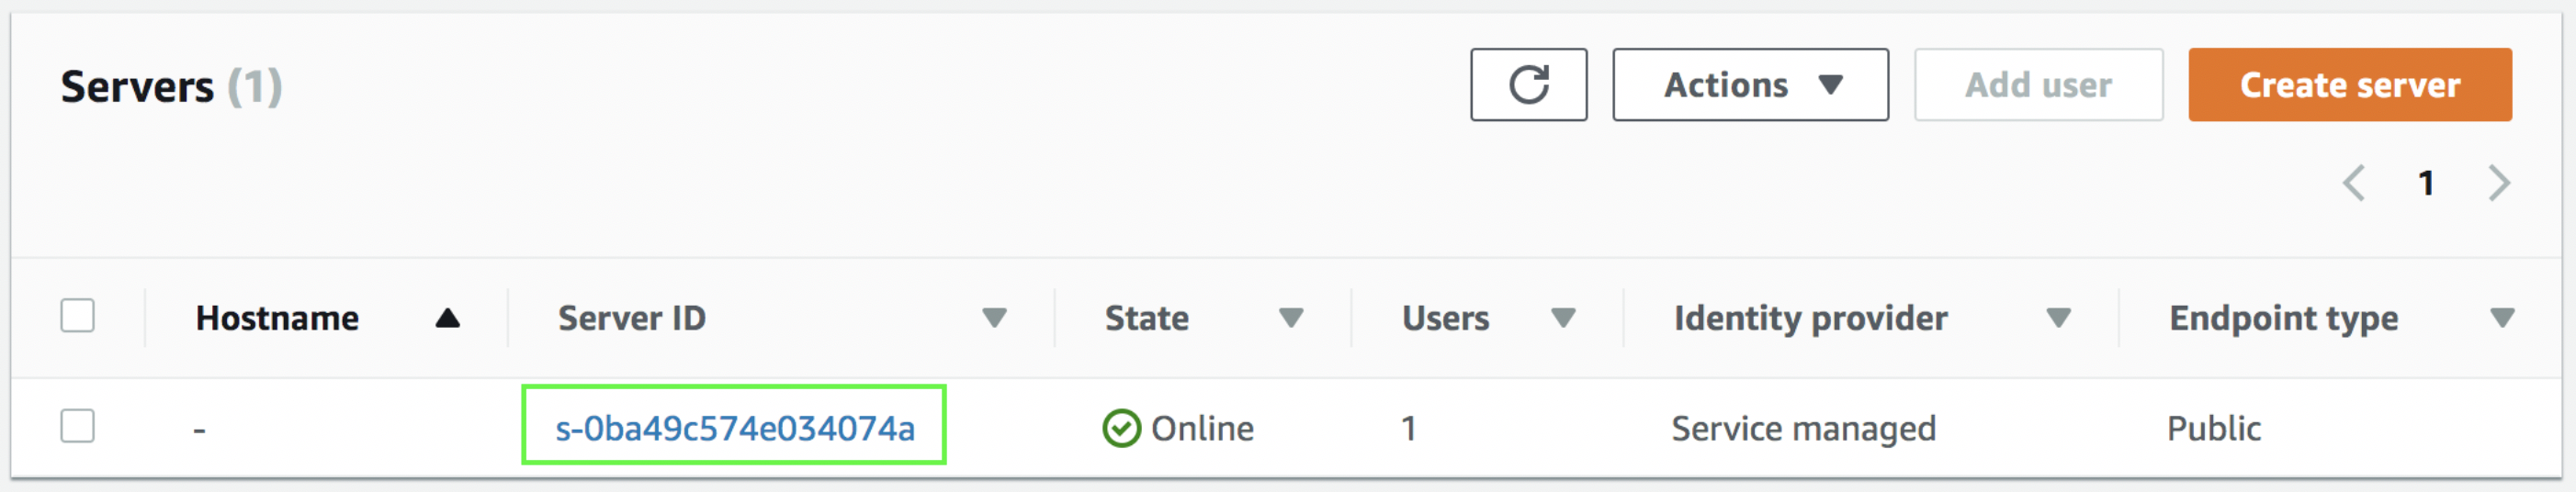 Servers (1)
Actions
Add user
Create server
1
Hostname Server ID State Users Identity provider Endpoint type
- s-0ba49c574e034074a Online 1 Service managed Public